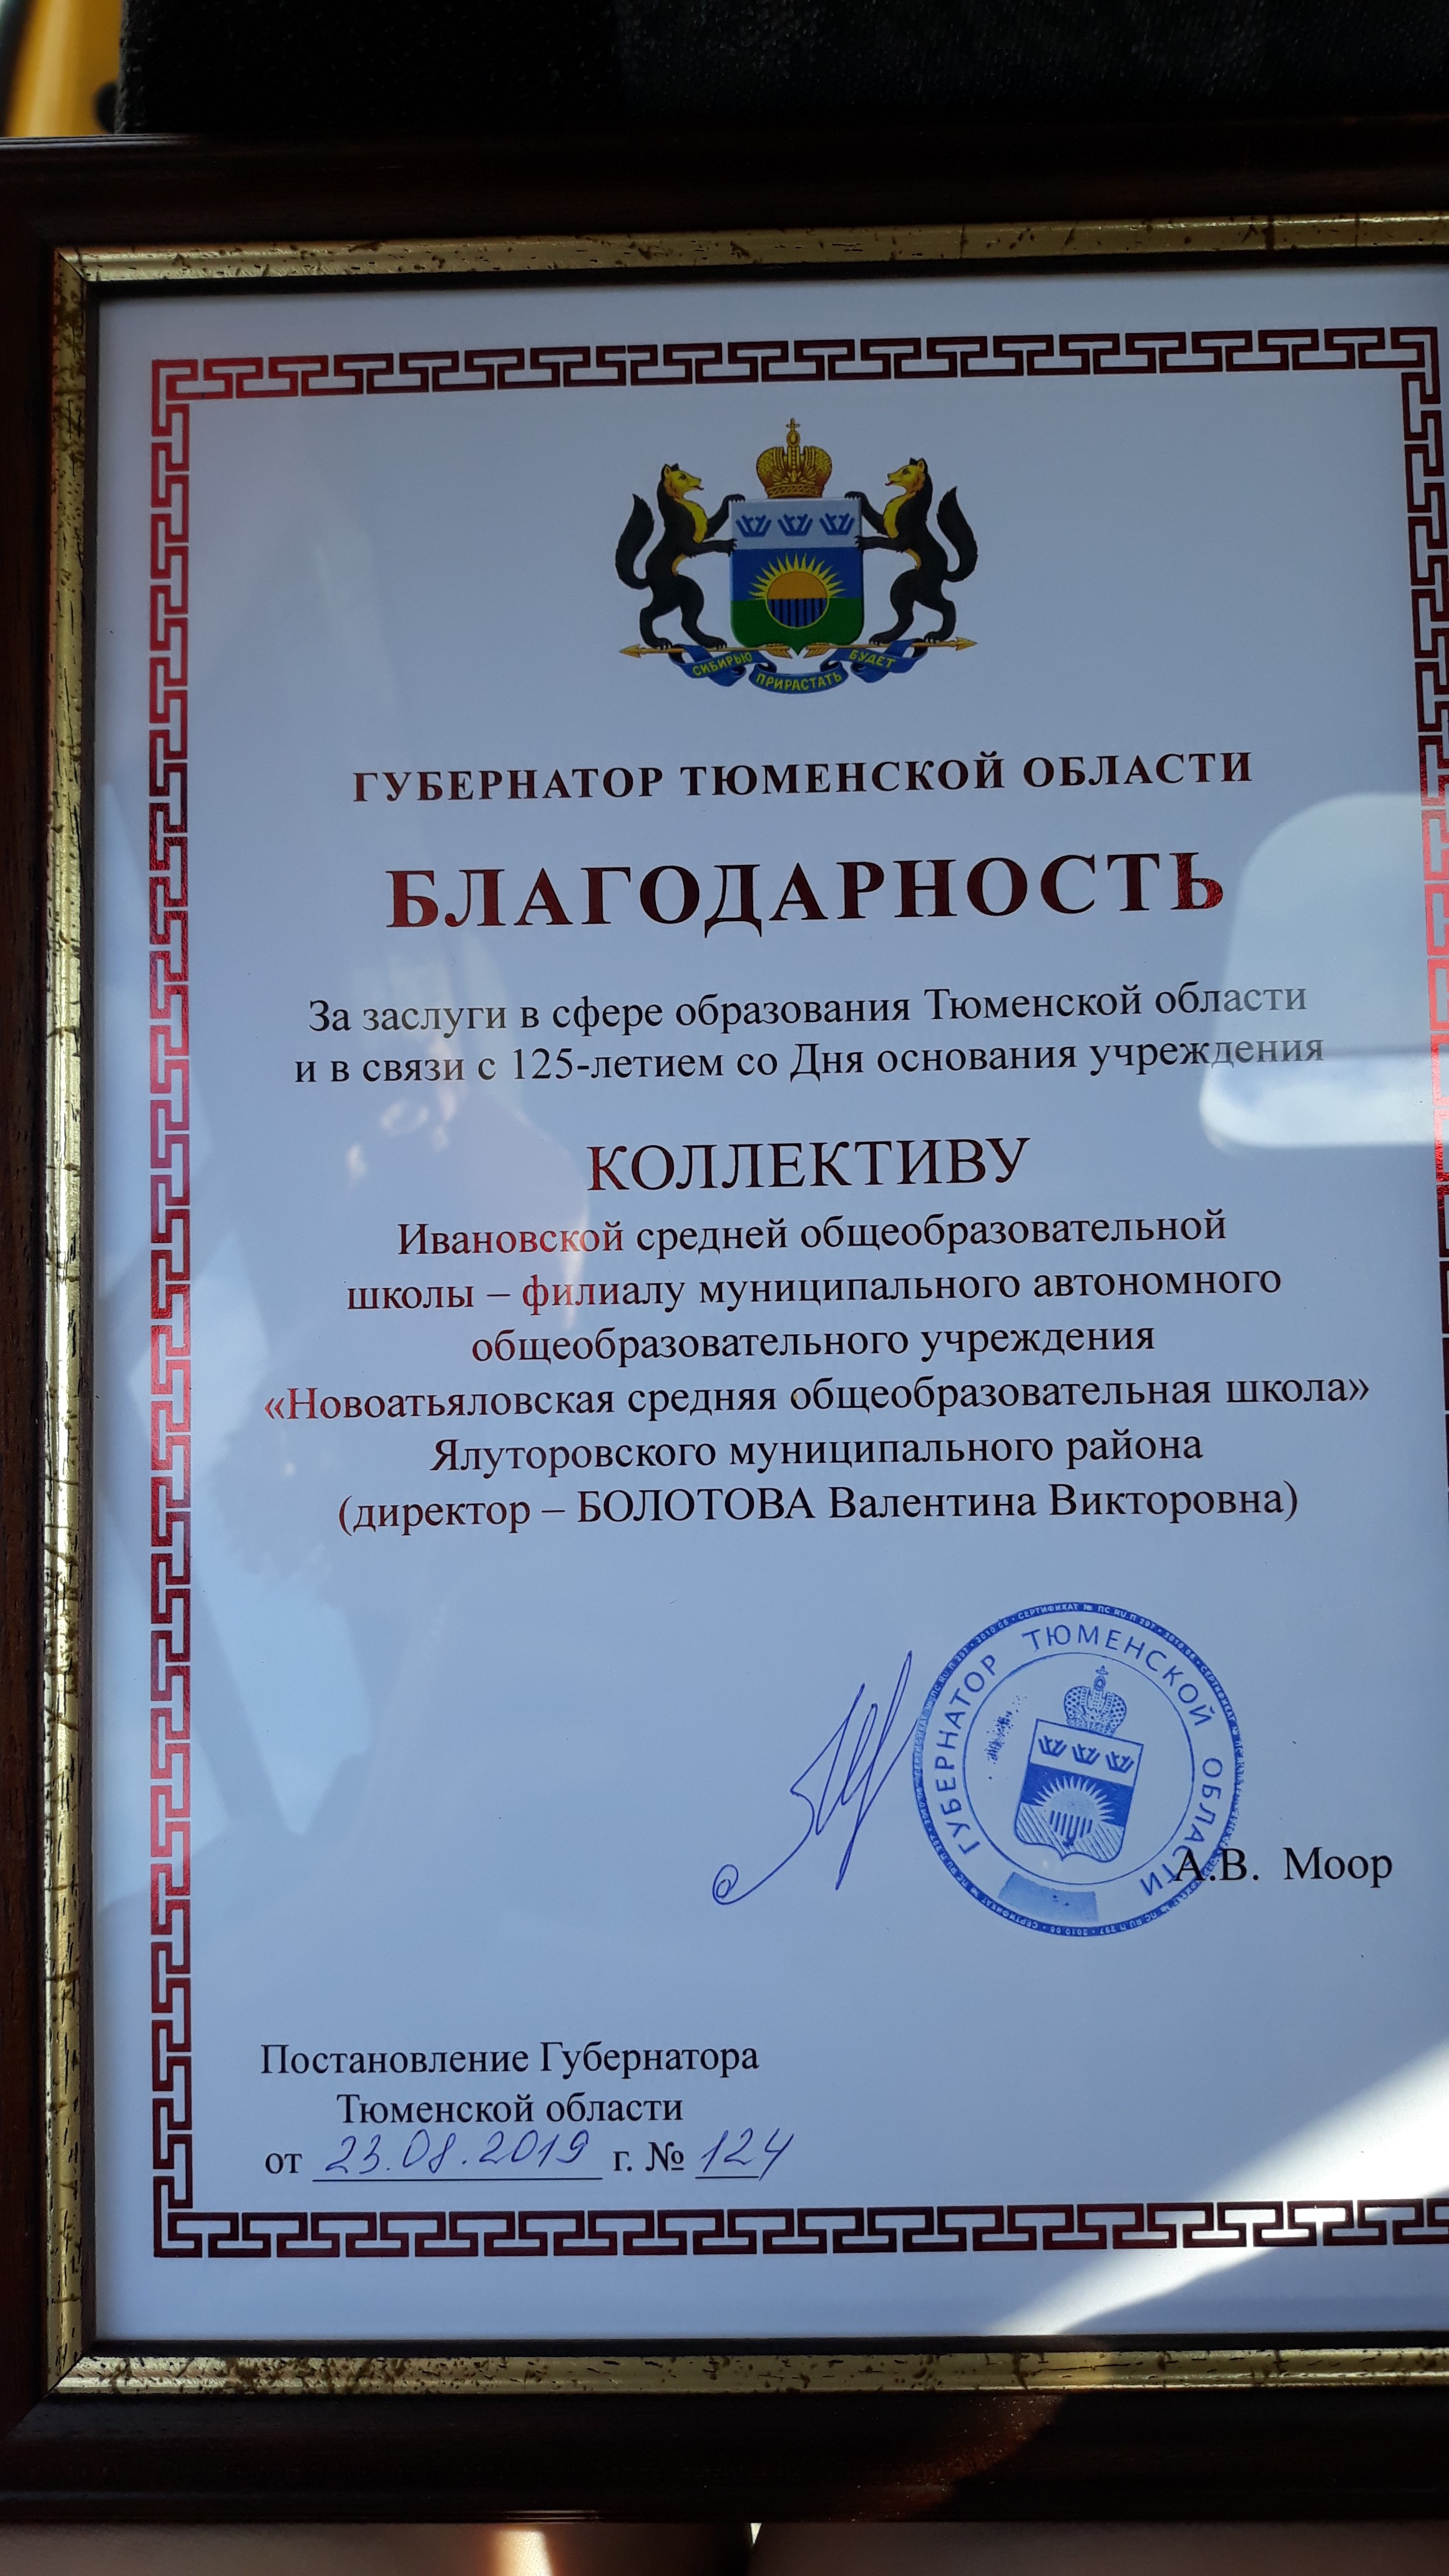 СИБИРЬЮ ПРИРАСТАТЬ БУДЕТ
ГУБЕРНАТОР ТЮМЕНСКОЙ ОБЛАСТИ
БЛАГОДАРНОСТЬ
За заслуги в сфере образования Тюменской области
и в связи с 125-летием со Дня основания учреждения
КОЛЛЕКТИВУ
Ивановской средней общеобразовательной
школы – филиалу муниципального автономного
общеобразовательного учреждения
«Новоатьяловская средняя общеобразовательная школа»
Ялуторовского муниципального района
(директор – БОЛОТОВА Валентина Викторовна)
ГУБЕРНАТОР ТЮМЕНСКОЙ ОБЛАСТИ
А.В. Моор
Постановление Губернатора
Тюменской области
от 23.08.2019 г. № 124